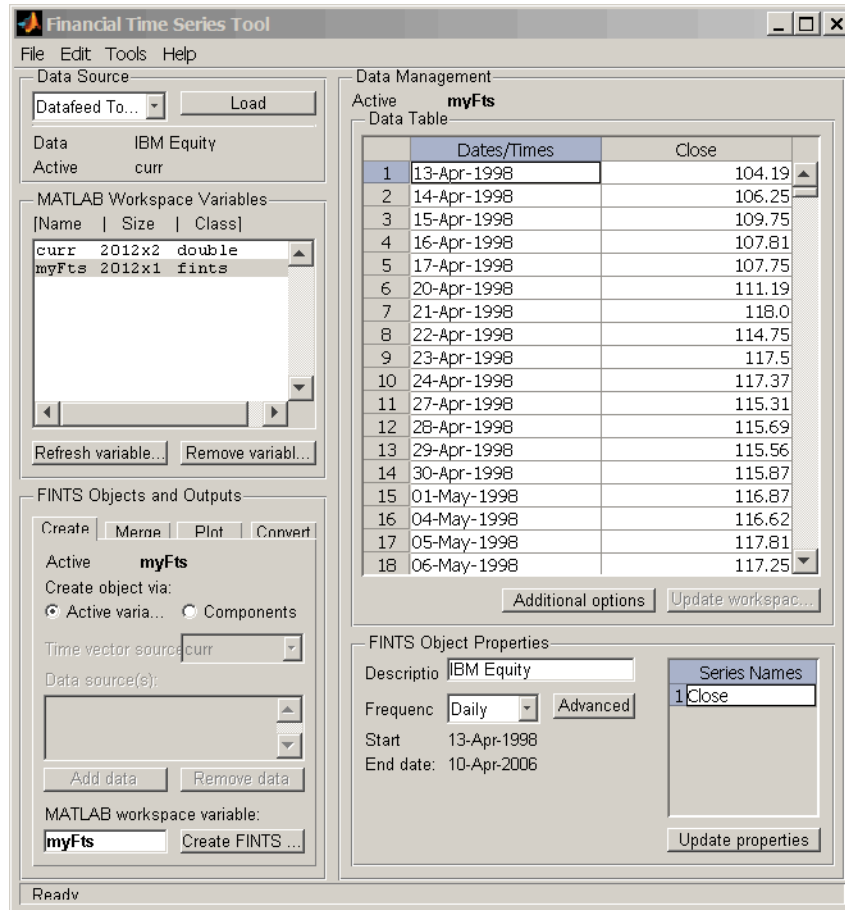 Financial Time Series Tool
File Edit Tools Help
Data Source
Datafeed To... Load
Data IBM Equity
Active curr
MATLAB Workspace Variables
[Name | Size | Class]
curr 2012x2 double
myFts 2012x1 fints
Refresh variable... Remove variabl...
FINTS Objects and Outputs
Create Merge Plot Convert
Active myFts
Create object via:
Active varia... Components
Time vector source curr
Data source(s):
Add data Remove data
MATLAB workspace variable:
myFts Create FINTS ...
Data Management
Active myFts
Data Table
Dates/Times Close
1 13-Apr-1998 104.19
2 14-Apr-1998 106.25
3 15-Apr-1998 109.75
4 16-Apr-1998 107.81
5 17-Apr-1998 107.75
6 20-Apr-1998 111.19
7 21-Apr-1998 118.0
8 22-Apr-1998 114.75
9 23-Apr-1998 117.5
10 24-Apr-1998 117.37
11 27-Apr-1998 115.31
12 28-Apr-1998 115.69
13 29-Apr-1998 115.56
14 30-Apr-1998 115.87
15 01-May-1998 116.87
16 04-May-1998 116.62
17 05-May-1998 117.81
18 06-May-1998 117.25
Additional options Update workspac...
FINTS Object Properties
Descriptio IBM Equity
Frequenc Daily Advanced
Start 13-Apr-1998
End date: 10-Apr-2006
Series Names
1 Close
Update properties
Ready